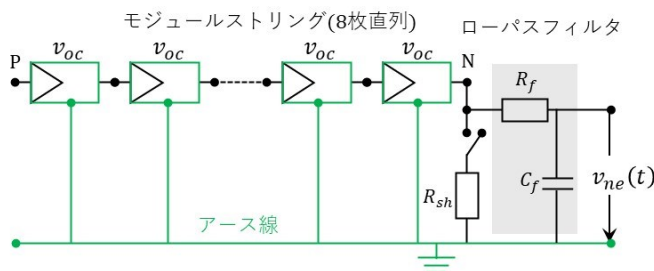 モジュールストリング(8枚直列)
ローパスフィルタ
P
v_oc
v_oc
v_oc
v_oc
N
R_f
R_sh
C_f
v_ne(t)
アース線